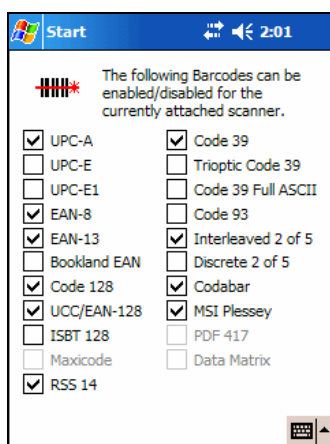 Start 2:01
The following Barcodes can be
enabled/disabled for the
currently attached scanner.
UPC-A
UPC-E
UPC-E1
EAN-8
EAN-13
Bookland EAN
Code 128
UCC/EAN-128
ISBT 128
Maxicode
RSS 14
Code 39
Trioptic Code 39
Code 39 Full ASCII
Code 93
Interleaved 2 of 5
Discrete 2 of 5
Codabar
MSI Plessey
PDF 417
Data Matrix